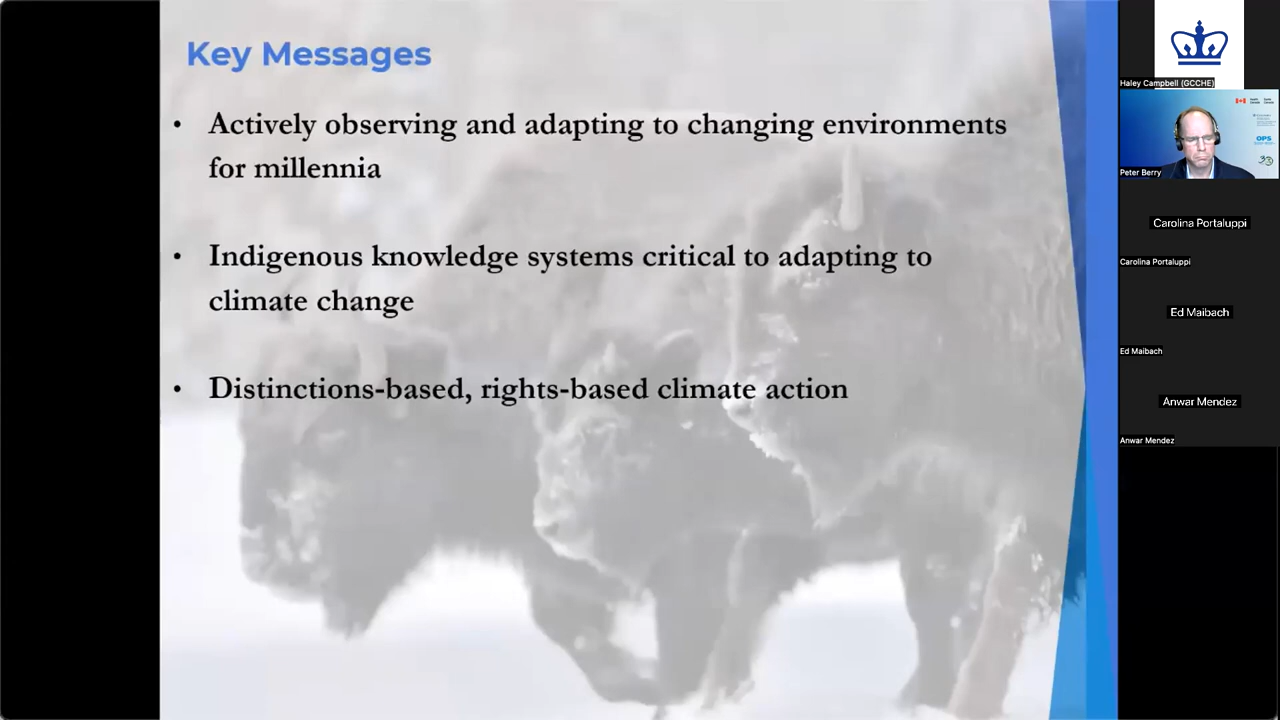 Key Messages
• Actively observing and adapting to changing environments
for millennia
• Indigenous knowledge systems critical to adapting to
climate change
• Distinctions-based, rights-based climate action
Haley Campbell (GCCHE)
OPS
Peter Berry
Carolina Portaluppi
Carolina Portaluppi
Ed Maibach
Ed Maibach
Anwar Mendez
Anwar Mendez